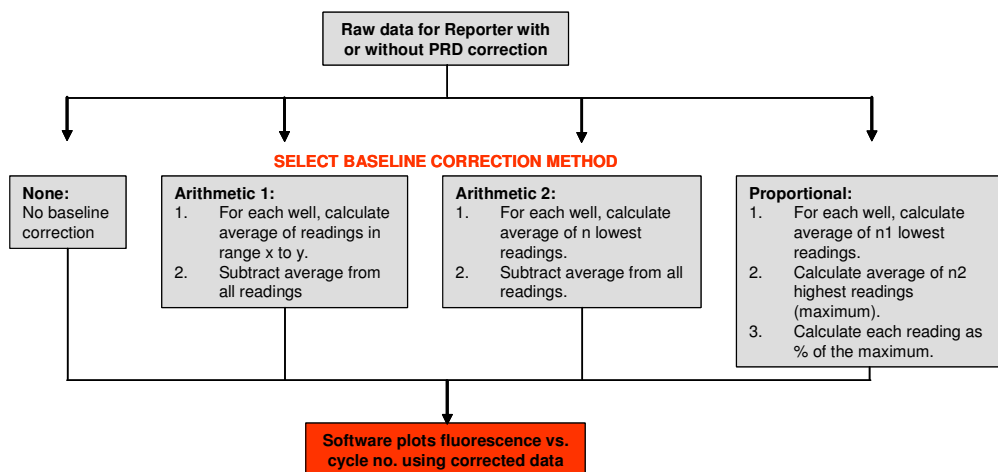 Raw data for Reporter with
or without PRD correction
SELECT BASELINE CORRECTION METHOD
None:
No baseline
correction
Arithmetic 1:
1. For each well, calculate
average of readings in
range x to y.
2. Subtract average from
all readings
Arithmetic 2:
1. For each well, calculate
average of n lowest
readings.
2. Subtract average from all
readings.
Proportional:
1. For each well, calculate
average of n1 lowest
readings.
2. Calculate average of n2
highest readings
(maximum).
3. Calculate each reading as
% of the maximum.
Software plots fluorescence vs.
cycle no. using corrected data